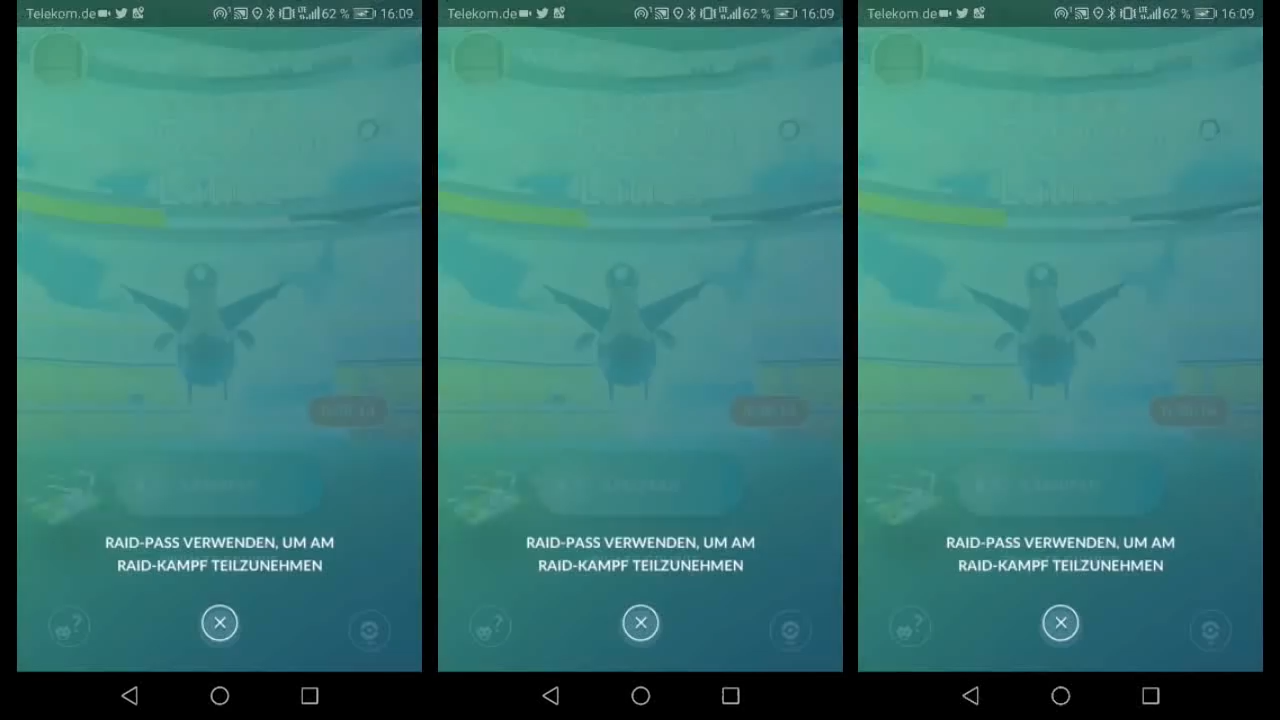 Telekom.de 62 % 16:09
RAID-PASS VERWENDEN, UM AM
RAID-KAMPF TEILZUNEHMEN
Telekom.de 62 % 16:09
RAID-PASS VERWENDEN, UM AM
RAID-KAMPF TEILZUNEHMEN
Telekom.de 62 % 16:09
RAID-PASS VERWENDEN, UM AM
RAID-KAMPF TEILZUNEHMEN